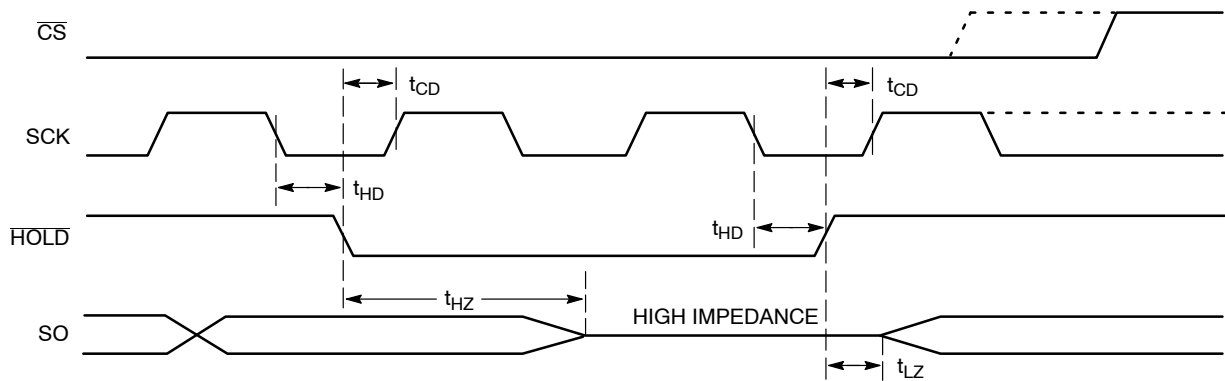 CS
tCD
tCD
SCK
tHD
HOLD
tHD
tHZ
HIGH IMPEDANCE
SO
tLZ